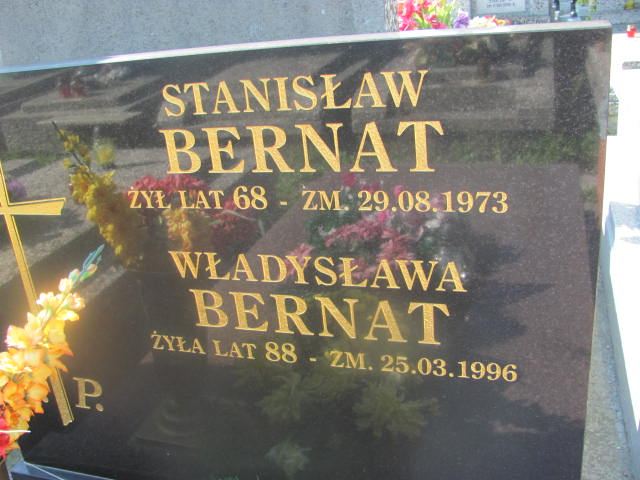 STANISŁAW
BERNAT
ŻYŁ LAT 68 - ZM. 29.08.1973
WŁADYSŁAWA
BERNAT
ŻYŁA LAT 88 - ZM. 25.03.1996
P.